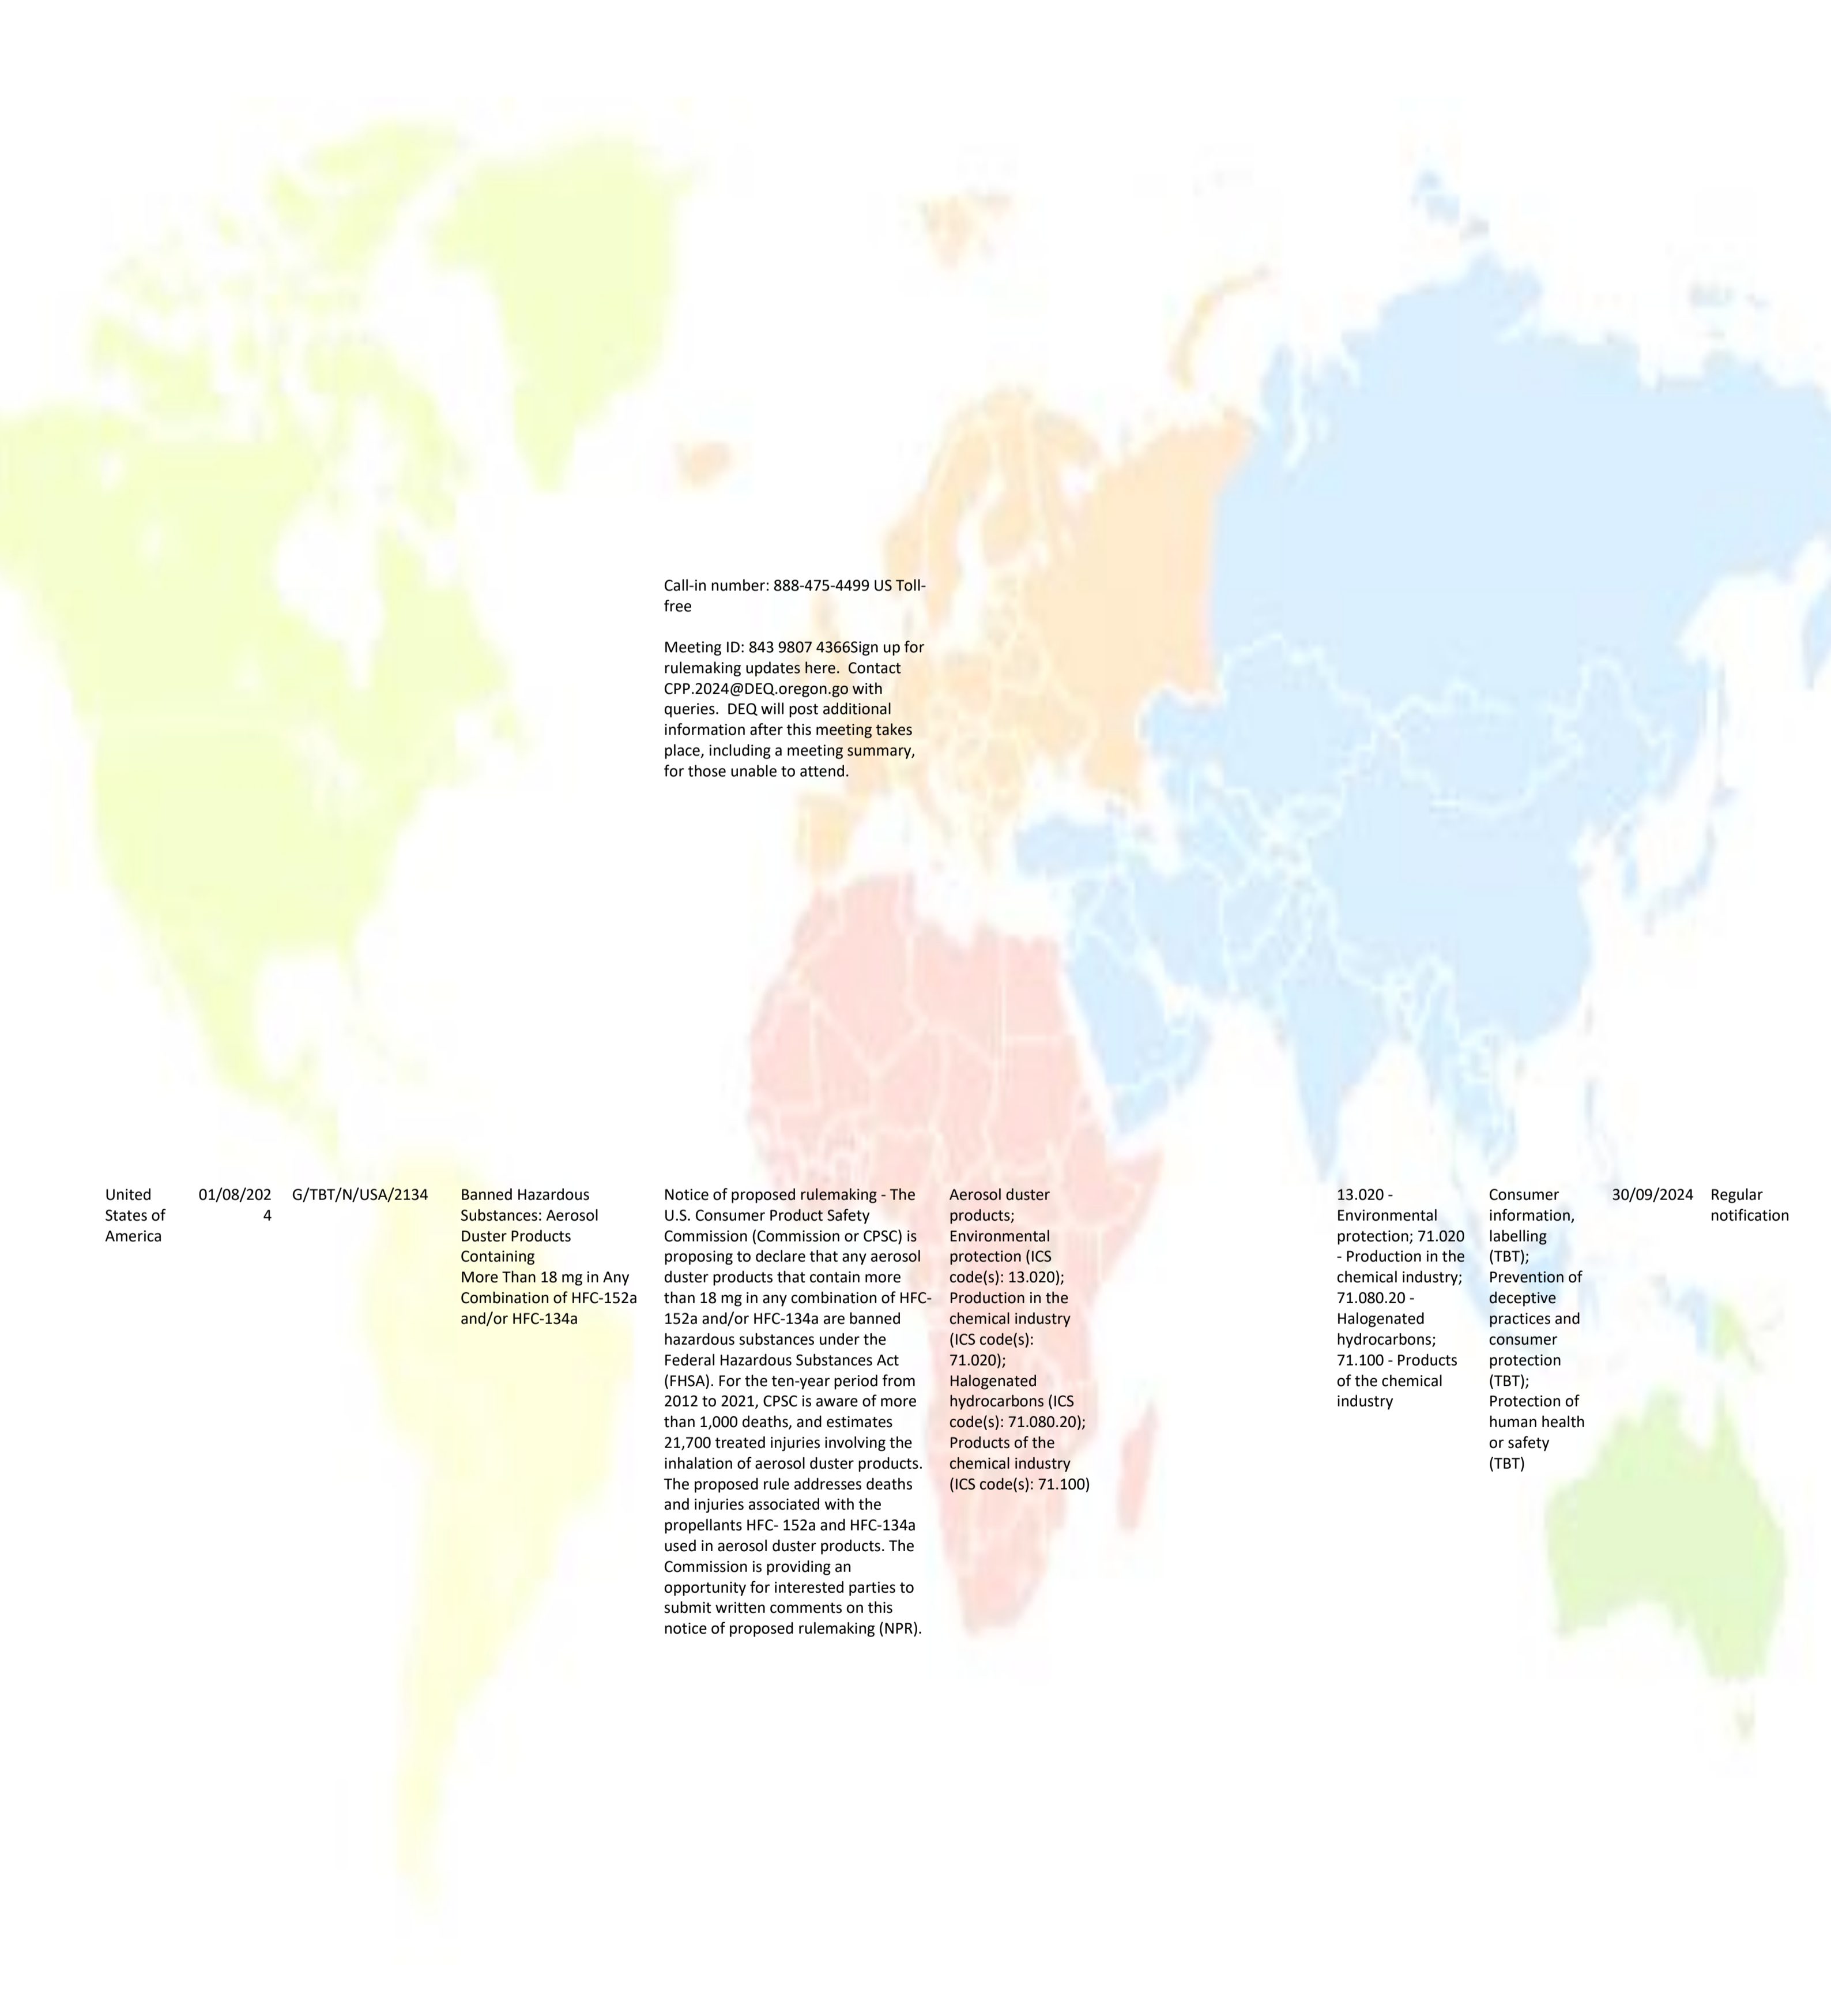 Call-in number: 888-475-4499 US Toll-
free
Meeting ID: 843 9807 4366Sign up for
rulemaking updates here.  Contact
CPP.2024@DEQ.oregon.go with
queries.  DEQ will post additional
information after this meeting takes
place, including a meeting summary,
for those unable to attend.
United
States of
America
01/08/202
4
G/TBT/N/USA/2134
Banned Hazardous
Substances: Aerosol
Duster Products
Containing
More Than 18 mg in Any
Combination of HFC-152a
and/or HFC-134a
Notice of proposed rulemaking - The
U.S. Consumer Product Safety
Commission (Commission or CPSC) is
proposing to declare that any aerosol
duster products that contain more
than 18 mg in any combination of HFC-
152a and/or HFC-134a are banned
hazardous substances under the
Federal Hazardous Substances Act
(FHSA). For the ten-year period from
2012 to 2021, CPSC is aware of more
than 1,000 deaths, and estimates
21,700 treated injuries involving the
inhalation of aerosol duster products.
The proposed rule addresses deaths
and injuries associated with the
propellants HFC- 152a and HFC-134a
used in aerosol duster products. The
Commission is providing an
opportunity for interested parties to
submit written comments on this
notice of proposed rulemaking (NPR).
Aerosol duster
products;
Environmental
protection (ICS
code(s): 13.020);
Production in the
chemical industry
(ICS code(s):
71.020);
Halogenated
hydrocarbons (ICS
code(s): 71.080.20);
Products of the
chemical industry
(ICS code(s): 71.100)
13.020 -
Environmental
protection; 71.020
- Production in the
chemical industry;
71.080.20 -
Halogenated
hydrocarbons;
71.100 - Products
of the chemical
industry
Consumer
information,
labelling
(TBT);
Prevention of
deceptive
practices and
consumer
protection
(TBT);
Protection of
human health
or safety
(TBT)
30/09/2024
Regular
notification